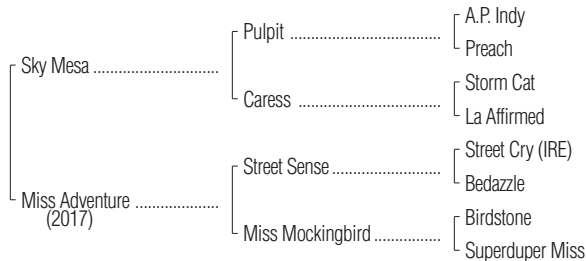 A.P. Indy
Pulpit ..............................
Preach
Sky Mesa ...............................
Storm Cat
Caress ..........................
La Affirmed
Street Cry (IRE)
Street Sense ....................
Bedazzle
Miss Adventure .....................
(2017)
Birdstone
Miss Mockingbird ................
Superduper Miss